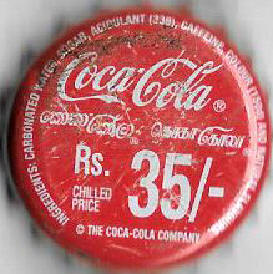 INGREDIENTS: CARBONATED WATER, SUGAR, ACIDULANT (338), CAFFEINE,
Coca-Cola ®
කොකා-කෝලා කොக்கා-கோலா
Rs. 35/-
CHILLED PRICE
© THE COCA-COLA COMPANY